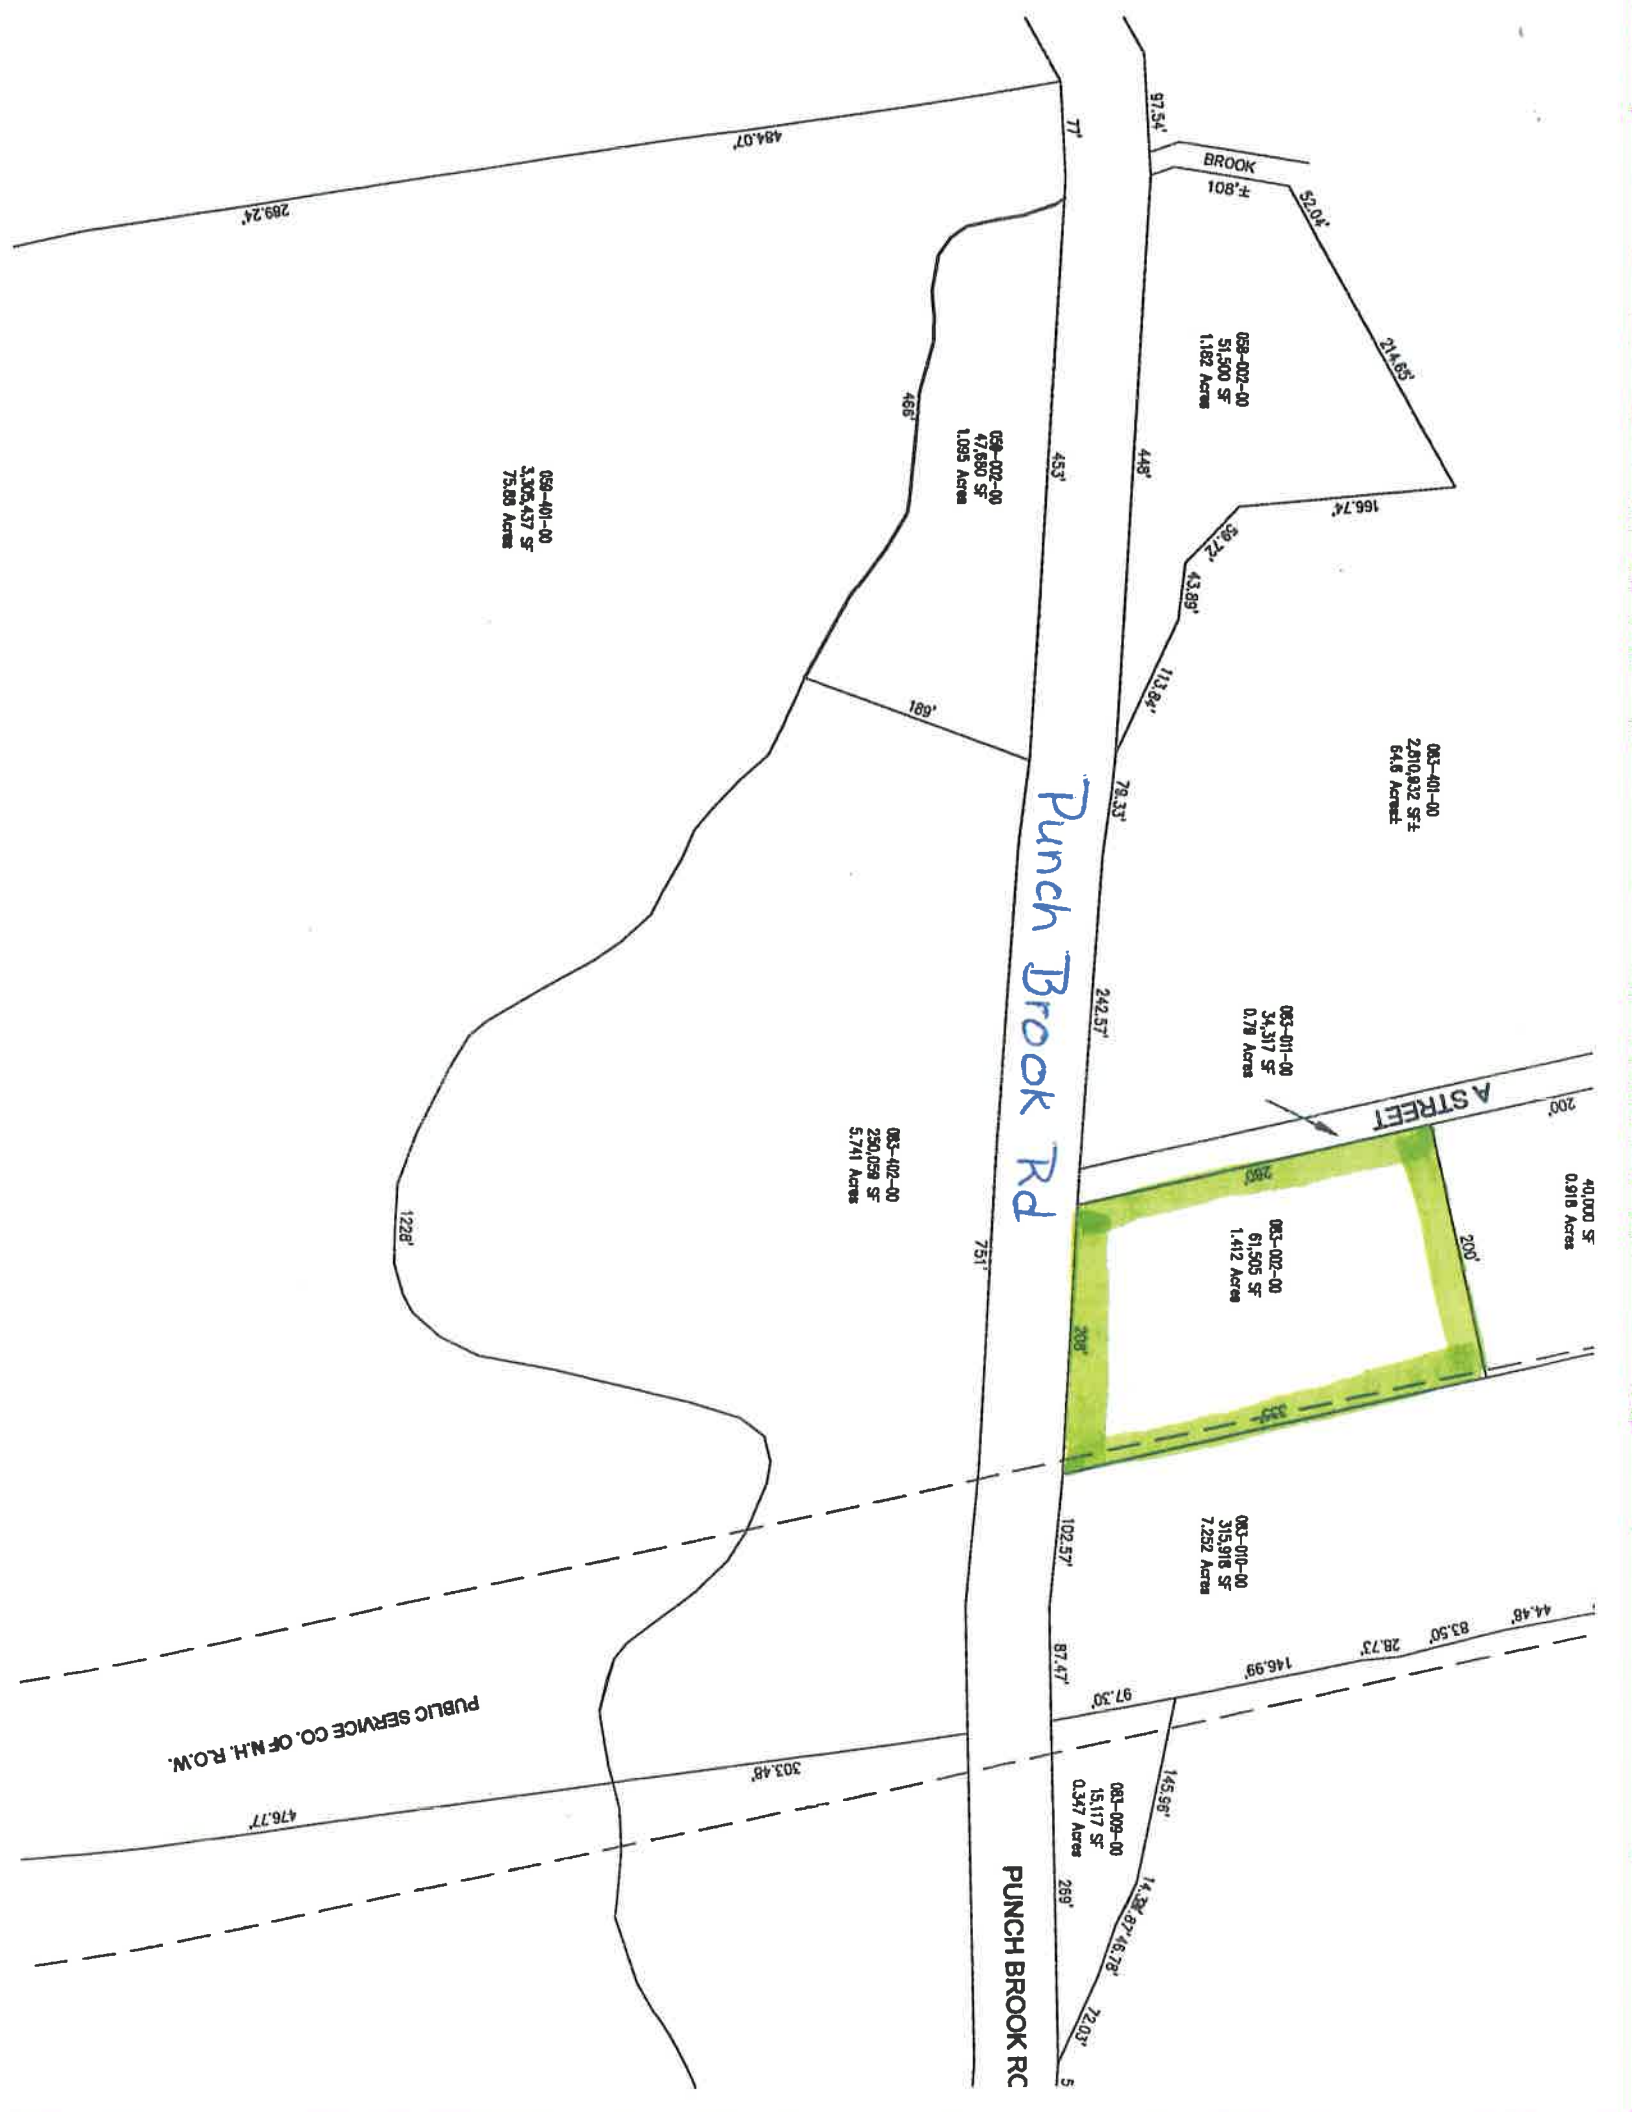 97.54'
BROOK
108'±
52.04'
214.65'
166.74'
59.72'
43.89'
113.84'
058-002-00
51,500 SF
1.182 Acres
77'
484.07'
289.24'
448'
453'
466'
059-002-00
47,680 SF
1.095 Acres
059-401-00
3,305,437 SF
75.88 Acres
189'
79.33'
083-401-00
2,810,932 SF±
64.6 Acres±
Punch Brook Rd
242.57'
083-011-00
34,317 SF
0.79 Acres
A STREET
200'
40,000 SF
0.918 Acres
260'
200'
083-002-00
61,505 SF
1.412 Acres
208'
335'
083-402-00
250,059 SF
5.741 Acres
751'
1228'
102.57'
083-010-00
315,918 SF
7.252 Acres
44.48'
83.50'
28.73'
146.99'
97.30'
87.47'
PUBLIC SERVICE CO. OF N.H. R.O.W.
303.48'
476.77'
145.96'
083-009-00
15,117 SF
0.347 Acres
269'
46.78'
72.03'
PUNCH BROOK RO
5